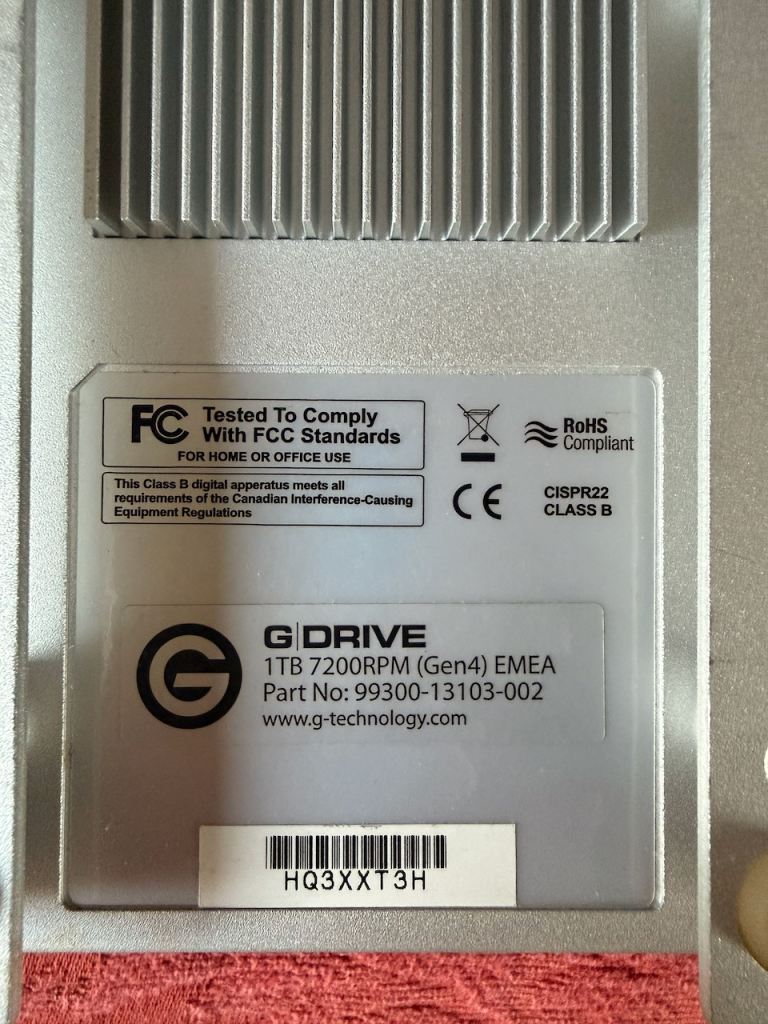 FC Tested To Comply
With FCC Standards
FOR HOME OR OFFICE USE
RoHS
Compliant
This Class B digital apparatus meets all
requirements of the Canadian Interference-Causing
Equipment Regulations
CE
CISPR22
CLASS B
G|DRIVE
1TB 7200RPM (Gen4) EMEA
Part No: 99300-13103-002
www.g-technology.com
HQ3XXT3H